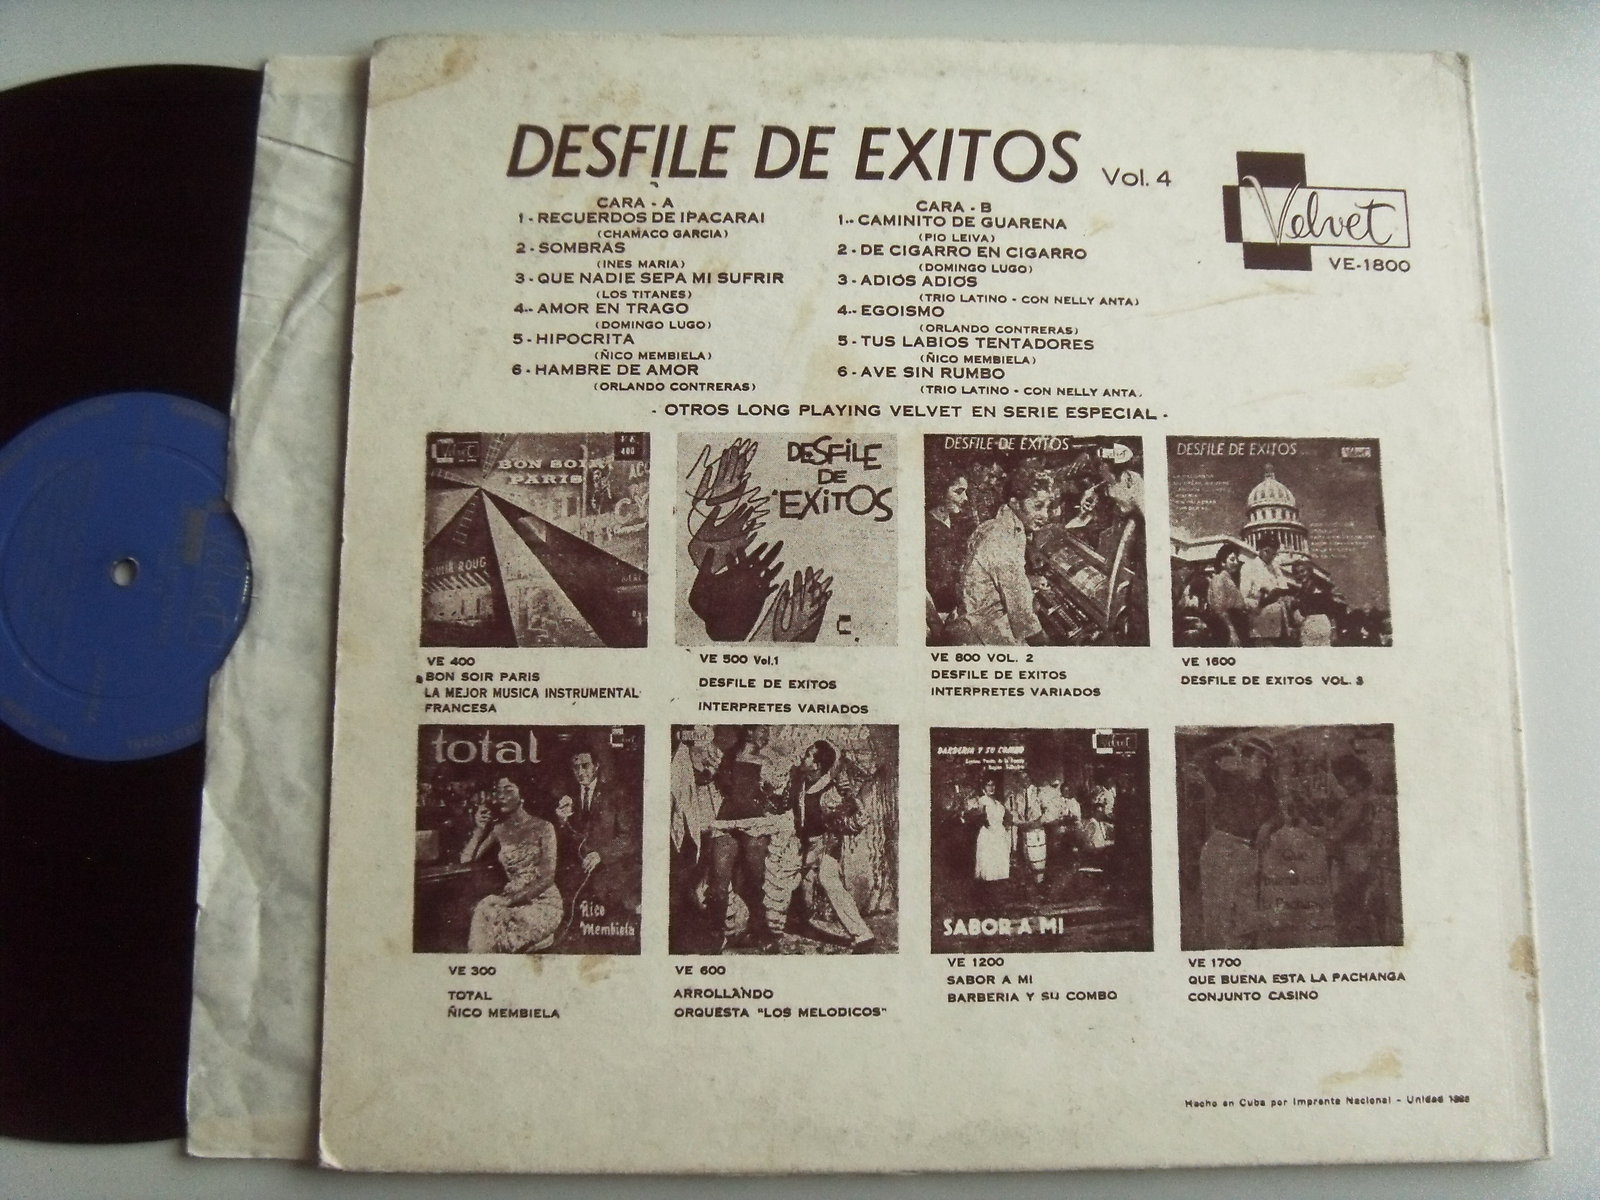 DESFILE DE EXITOS Vol. 4
Velvet
VE-1800
CARA - A
1 - RECUERDOS DE IPACARAI
(CHAMACO GARCIA)
2 - SOMBRAS
(INES MARIA)
3 - QUE NADIE SEPA MI SUFRIR
(LOS TITANES)
4.- AMOR EN TRAGO
(DOMINGO LUGO)
5 - HIPOCRITA
(ÑICO MEMBIELA)
6 - HAMBRE DE AMOR
(ORLANDO CONTRERAS)
CARA - B
1.- CAMINITO DE GUARENA
(PIO LEIVA)
2 - DE CIGARRO EN CIGARRO
(DOMINGO LUGO)
3 - ADIOS ADIOS
(TRIO LATINO - CON NELLY ANTA)
4.- EGOISMO
(ORLANDO CONTRERAS)
5 - TUS LABIOS TENTADORES
(ÑICO MEMBIELA)
6 - AVE SIN RUMBO
(TRIO LATINO - CON NELLY ANTA.
- OTROS LONG PLAYING VELVET EN SERIE ESPECIAL -
BON SOIR
PARIS
DESFILE
DE
EXITOS
DESFILE DE EXITOS
DESFILE DE EXITOS
VE 400
BON SOIR PARIS
LA MEJOR MUSICA INSTRUMENTAL
FRANCESA
VE 500 Vol.1
DESFILE DE EXITOS
INTERPRETES VARIADOS
VE 800 VOL. 2
DESFILE DE EXITOS
INTERPRETES VARIADOS
VE 1600
DESFILE DE EXITOS VOL. 3
total
Ñico
Membiela
BARBERIA Y SU COMBO
SABOR A MI
VE 300
TOTAL
ÑICO MEMBIELA
VE 600
ARROLLANDO
ORQUESTA "LOS MELODICOS"
VE 1200
SABOR A MI
BARBERIA Y SU COMBO
VE 1700
QUE BUENA ESTA LA PACHANGA
CONJUNTO CASINO
Hecho en Cuba por Imprenta Nacional - Unidad